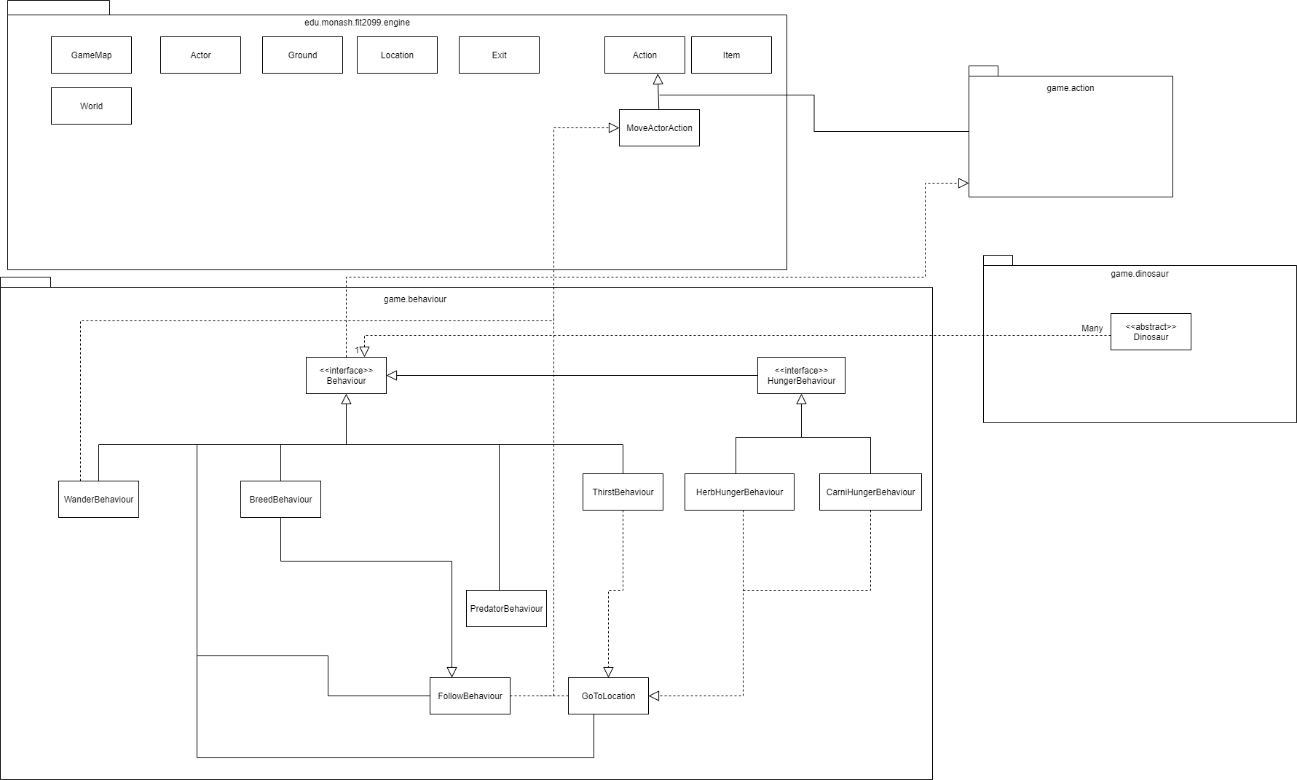 edu.monash.fit2099.engine
GameMap
Actor
Ground
Location
Exit
Action
Item
World
MoveActorAction
game.action
game.dinosaur
<<abstract>>
Dinosaur
Many
game.behaviour
1
<<interface>>
Behaviour
<<interface>>
HungerBehaviour
WanderBehaviour
BreedBehaviour
ThirstBehaviour
HerbHungerBehaviour
CarniHungerBehaviour
PredatorBehaviour
FollowBehaviour
GoToLocation